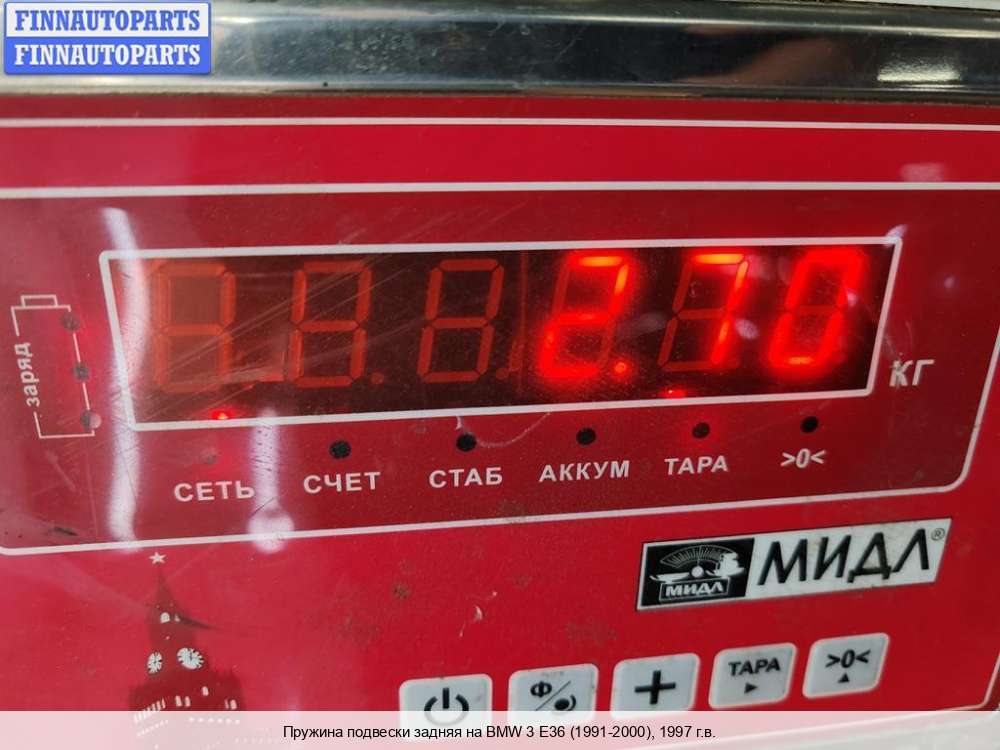 FINNAUTOPARTS
FINNAUTOPARTS
заряд
2.70
КГ
СЕТЬ СЧЕТ СТАБ АККУМ ТАРА >0<
МИДЛ МИДЛ®
Ф ТАРА >0<
Пружина подвески задняя на BMW 3 E36 (1991-2000), 1997 г.в.